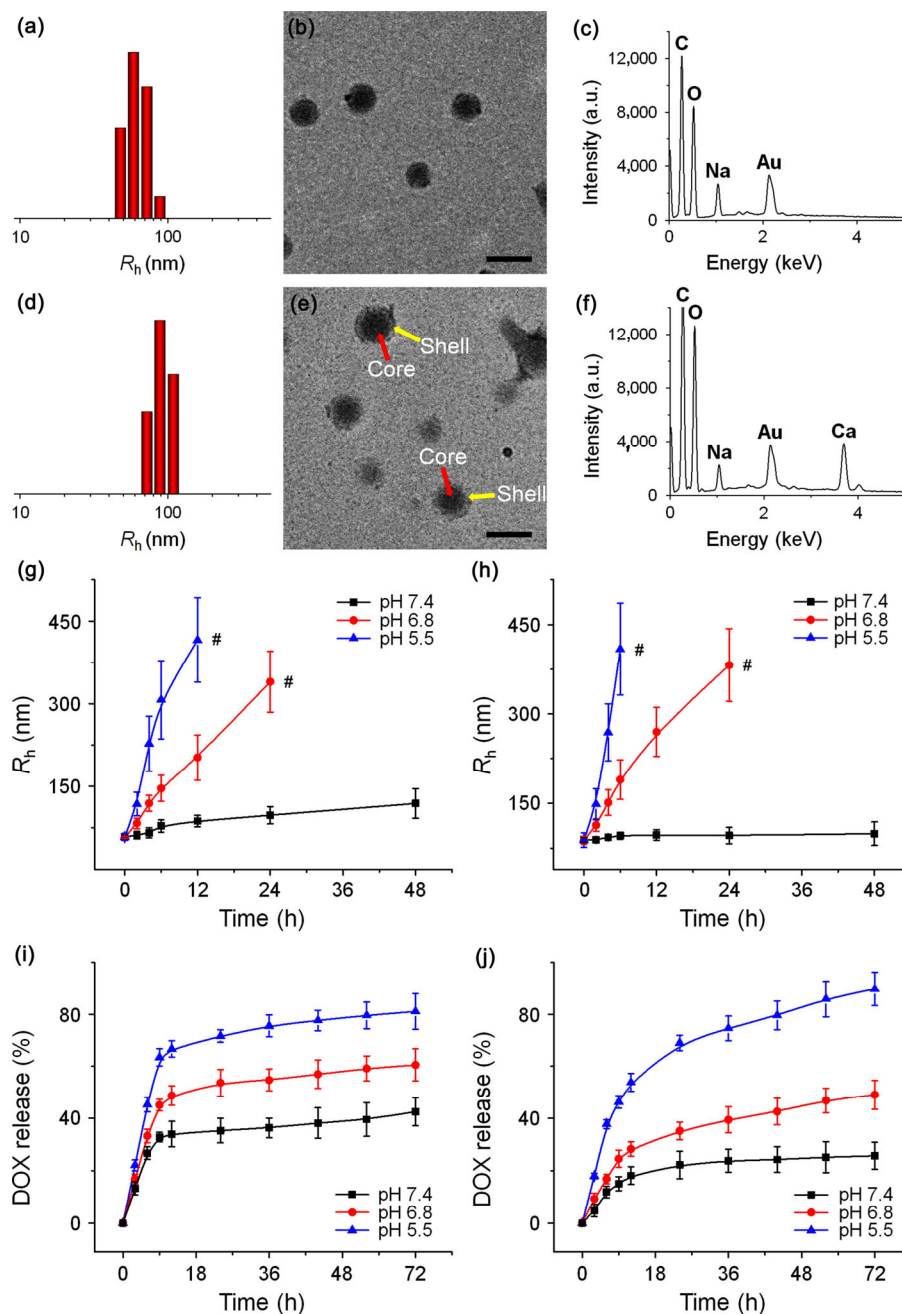 (a)
10
100
Rh (nm)
(b)
(c)
12,000
8,000
4,000
0
Intensity (a.u.)
C
O
Na
Au
0
2
4
Energy (keV)
(d)
10
100
Rh (nm)
(e)
Shell
Core
Core
Shell
(f)
12,000
8,000
4,000
0
Intensity (a.u.)
C
O
Na
Au
Ca
0
2
4
Energy (keV)
(g)
450
300
150
Rh (nm)
pH 7.4
pH 6.8
pH 5.5
#
#
0
12
24
36
48
Time (h)
(h)
450
300
150
0
Rh (nm)
pH 7.4
pH 6.8
pH 5.5
#
#
0
12
24
36
48
Time (h)
(i)
80
40
0
DOX release (%)
pH 7.4
pH 6.8
pH 5.5
0
18
36
54
72
Time (h)
(j)
80
40
0
DOX release (%)
pH 7.4
pH 6.8
pH 5.5
0
18
36
54
72
Time (h)